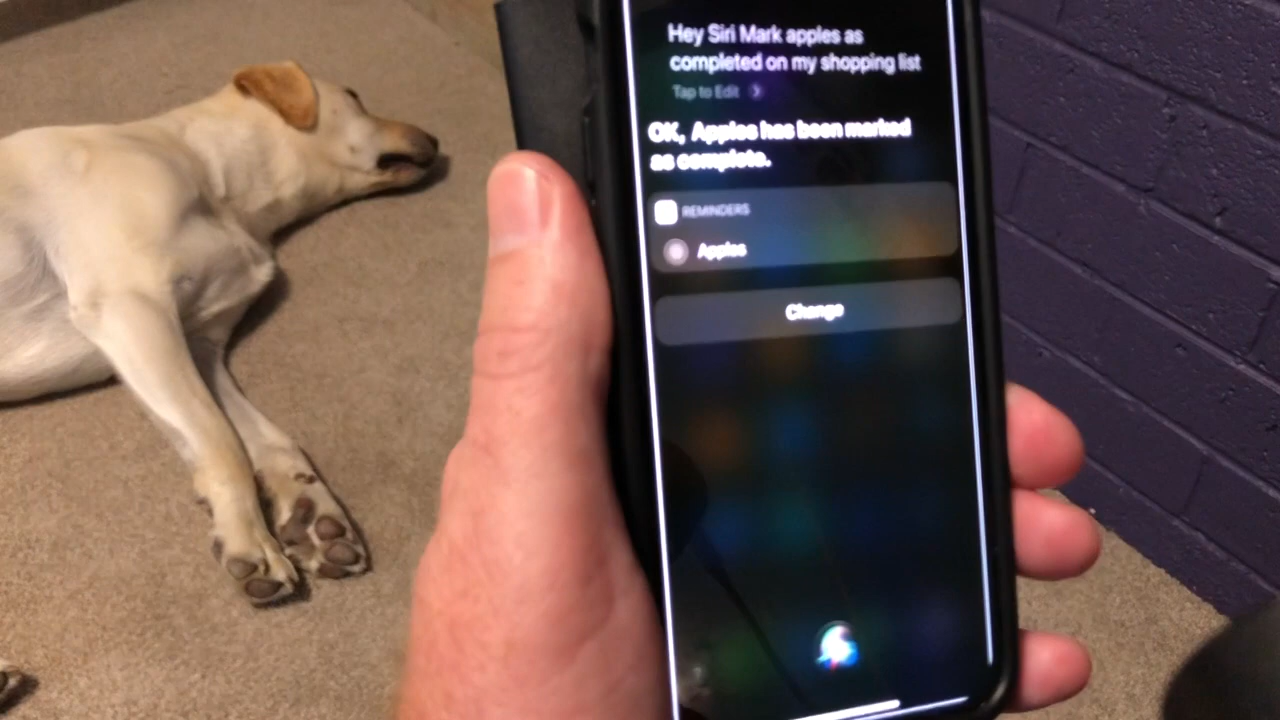 Hey Siri Mark apples as
completed on my shopping list
Tap to Edit
OK, Apples has been marked
as complete.
REMINDERS
Apples
Change